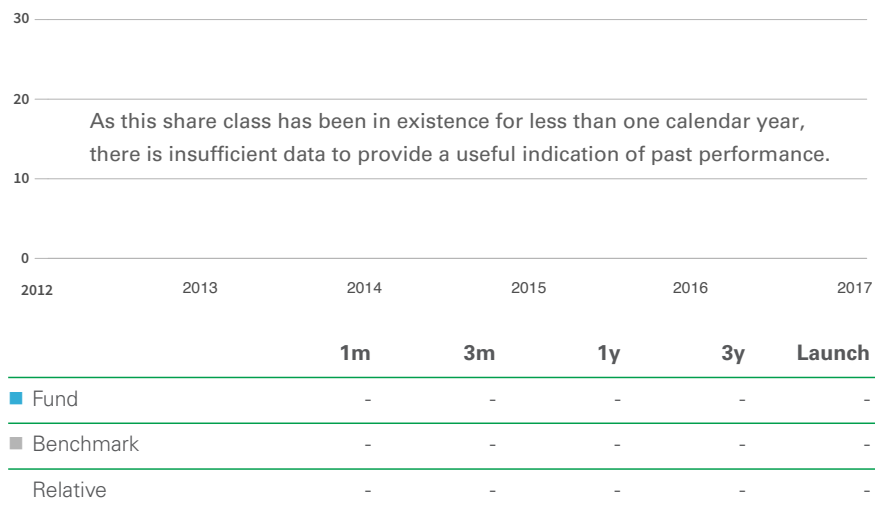 30
20
As this share class has been in existence for less than one calendar year,
there is insufficient data to provide a useful indication of past performance.
10
0
2012 2013 2014 2015 2016 2017
1m 3m 1y 3y Launch
Fund - - - - -
Benchmark - - - - -
Relative - - - - -